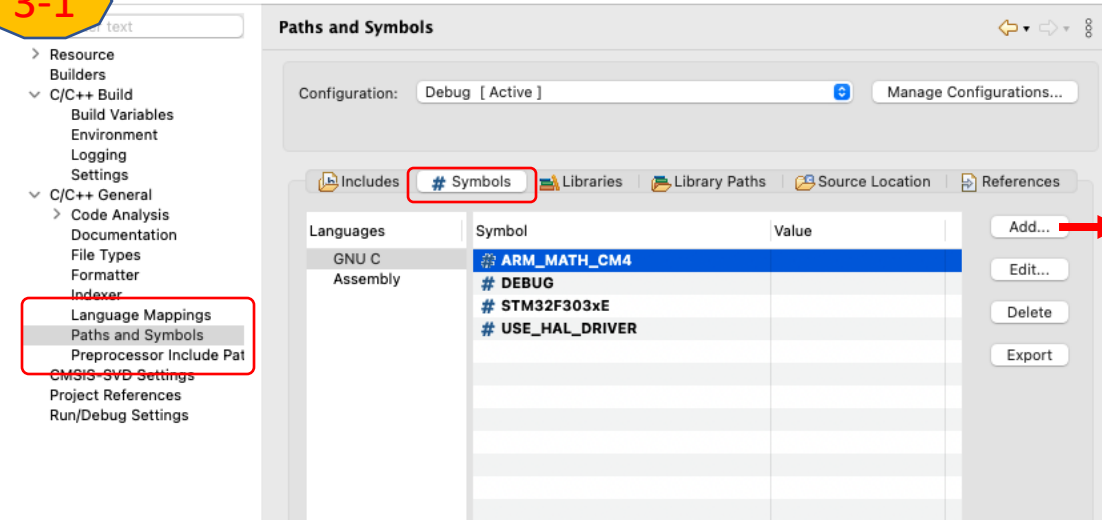 3-1
text
Paths and Symbols
Resource
Builders
C/C++ Build
Build Variables
Environment
Logging
Settings
C/C++ General
Code Analysis
Documentation
File Types
Formatter
Indexer
Language Mappings
Paths and Symbols
Preprocessor Include Pat
CMSIS-SVD Settings
Project References
Run/Debug Settings
Configuration: Debug [ Active ] Manage Configurations...
Includes # Symbols Libraries Library Paths Source Location References
Languages Symbol Value
GNU C
Assembly
# ARM_MATH_CM4
# DEBUG
# STM32F303xE
# USE_HAL_DRIVER
Add...
Edit...
Delete
Export